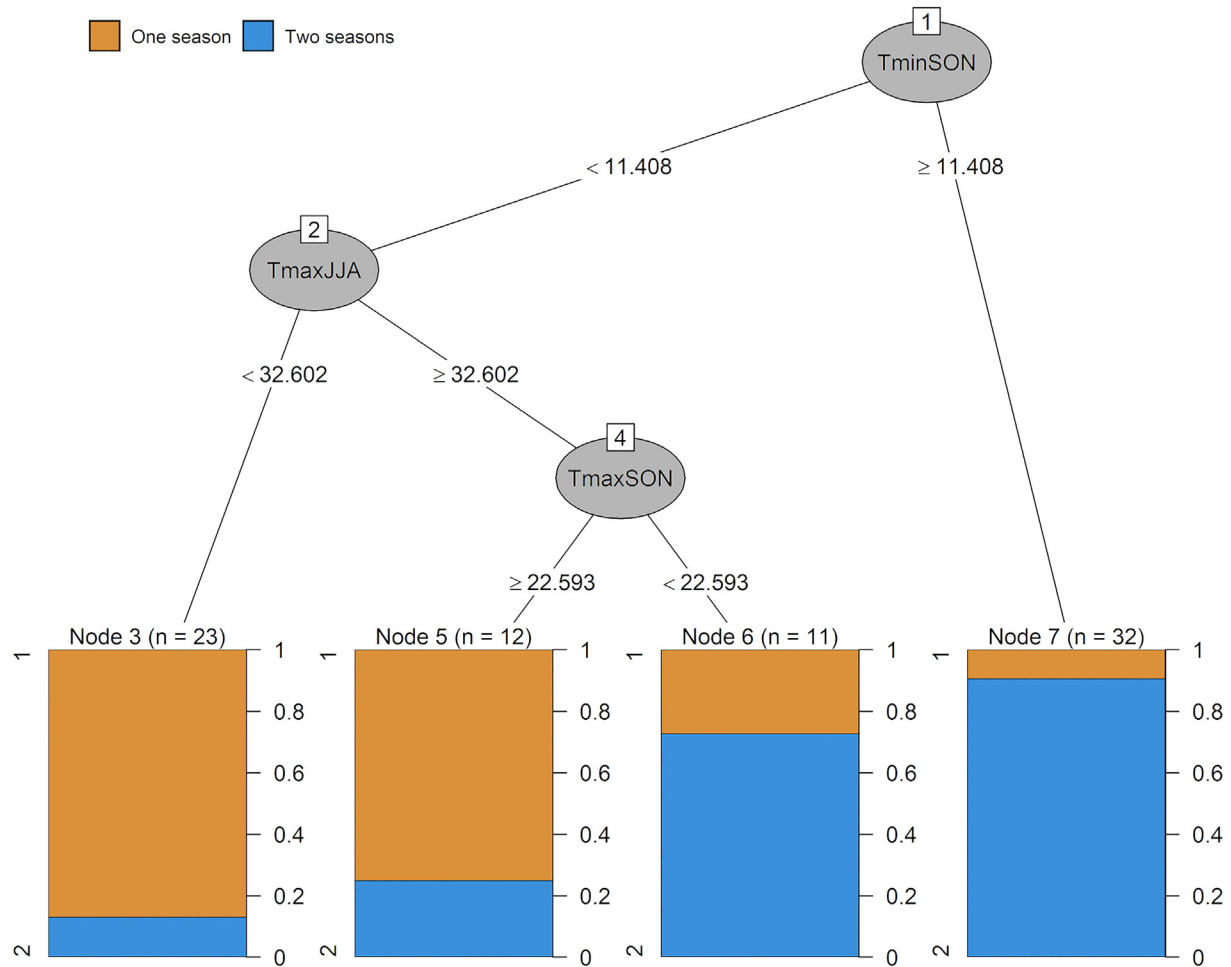 One season Two seasons
1
TminSON
< 11.408 ≥ 11.408
2
TmaxJJA
< 32.602 ≥ 32.602
4
TmaxSON
≥ 22.593 < 22.593
Node 3 (n = 23) Node 5 (n = 12) Node 6 (n = 11) Node 7 (n = 32)
1 1 1 1 1 1 1 1
0.8 0.8 0.8 0.8
0.6 0.6 0.6 0.6
0.4 0.4 0.4 0.4
0.2 0.2 0.2 0.2
2 0 2 0 2 0 2 0